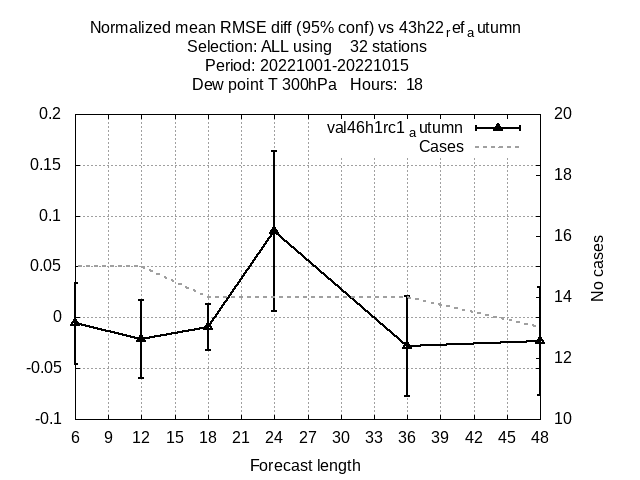 Normalized mean RMSE diff (95% conf) vs 43h22refautumn
Selection: ALL using 32 stations
Period: 20221001-20221015
Dew point T 300hPa Hours: 18
0.2
0.15
0.1
0.05
0
-0.05
-0.1
20
18
16
14
12
10
val46h1rc1autumn
Cases
No cases
6 9 12 15 18 21 24 27 30 33 36 39 42 45 48
Forecast length